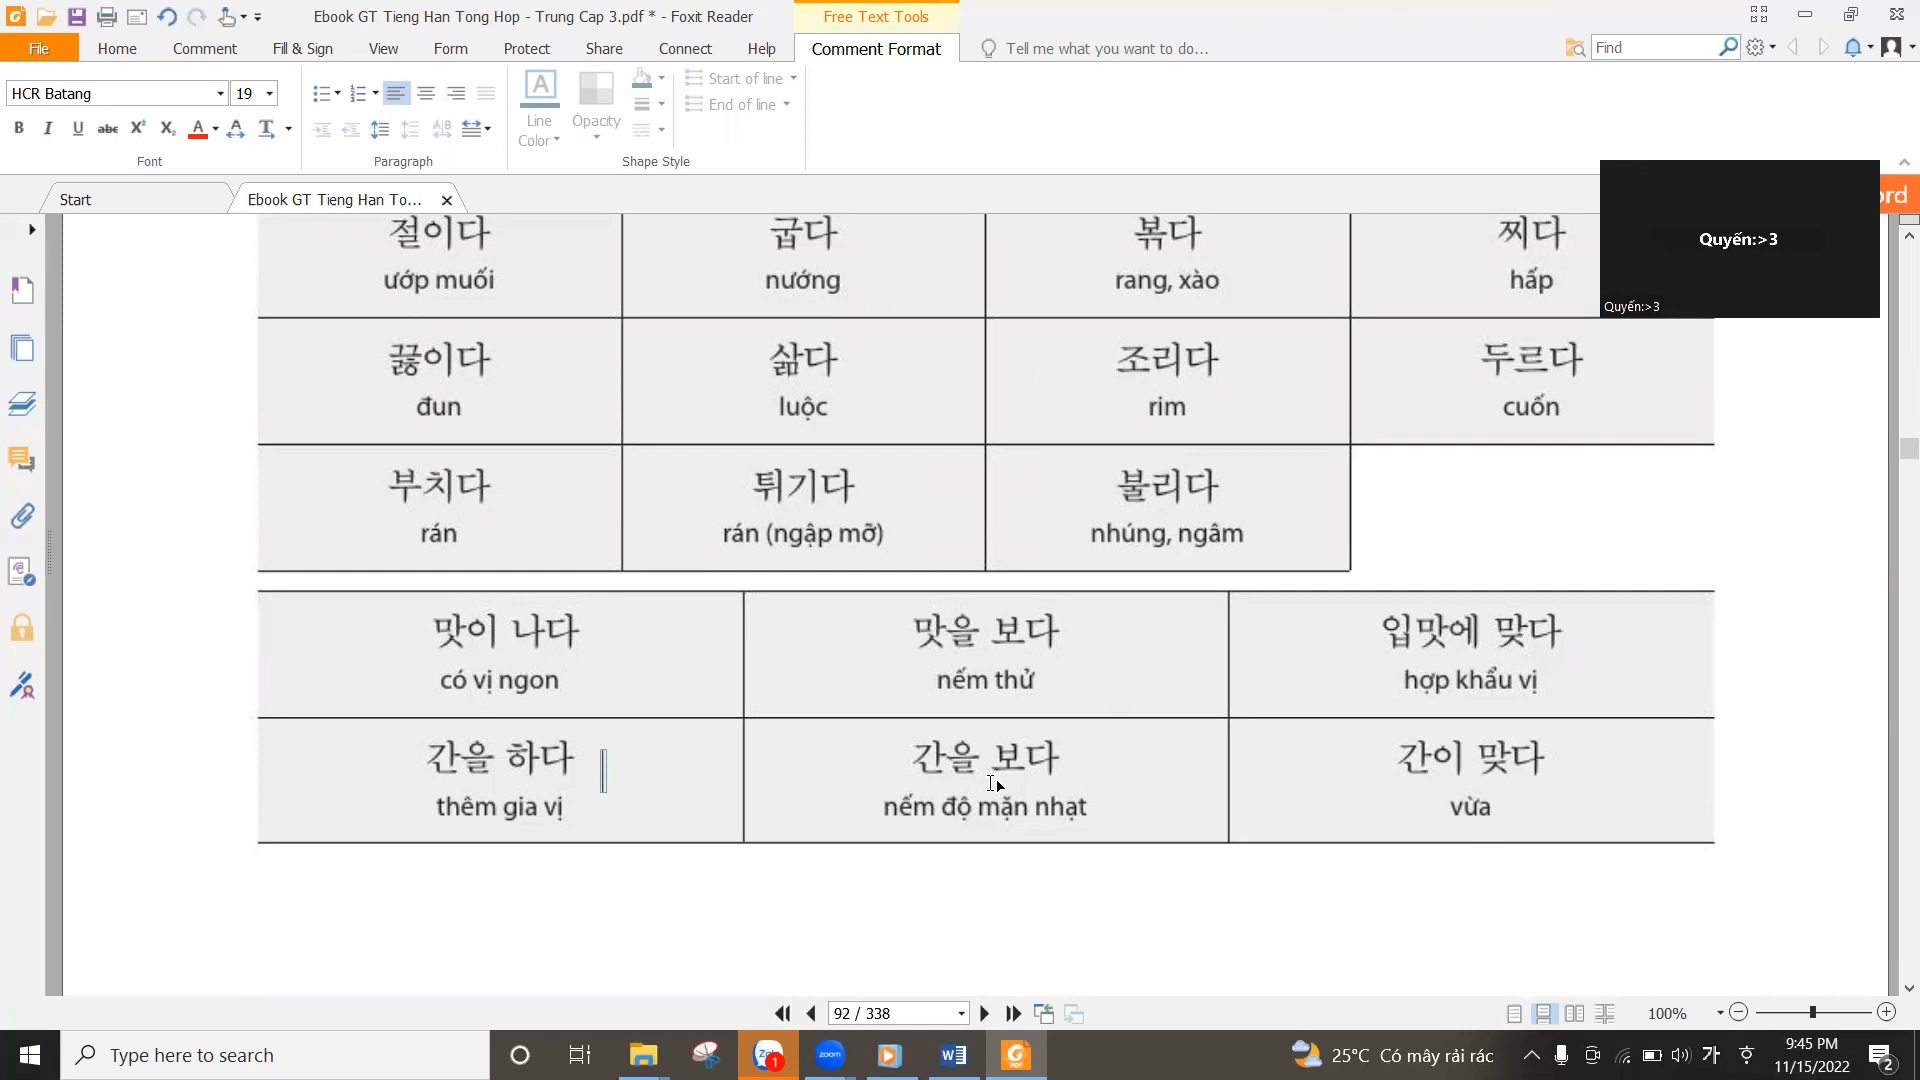 Ebook GT Tieng Han Tong Hop - Trung Cap 3.pdf * - Foxit Reader
Free Text Tools
File Home Comment Fill & Sign View Form Protect Share Connect Help Comment Format Tell me what you want to do... Find
HCR Batang 19 Start of line
End of line
Line Color Opacity
Font Paragraph Shape Style
Start Ebook GT Tieng Han To... ord
Quyến:>3
Quyến:>3
절이다 굽다 볶다 찌다
ướp muối nướng rang, xào hấp
끓이다 삶다 조리다 두르다
đun luộc rim cuốn
부치다 튀기다 불리다
rán rán (ngập mỡ) nhúng, ngâm
맛이 나다 맛을 보다 입맛에 맞다
có vị ngon nếm thử hợp khẩu vị
간을 하다 간을 보다 간이 맞다
thêm gia vị nếm độ mặn nhạt vừa
92 / 338 100%
Type here to search zoom 25°C Có mây rải rác 가 9:45 PM
11/15/2022 2